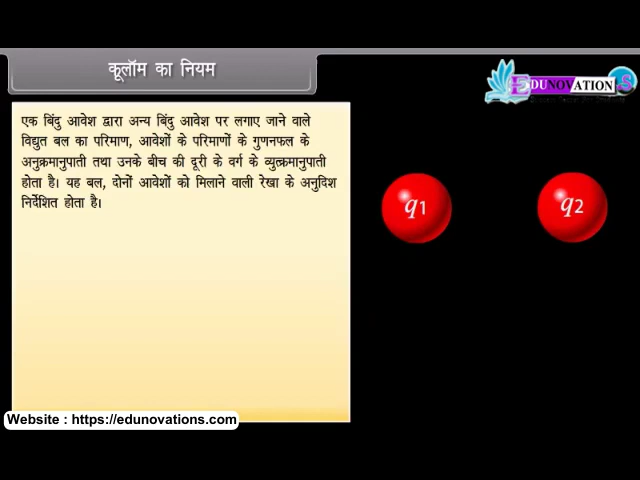 कूलॉम का नियम
EDUNOVATIONS
एक बिंदु आवेश द्वारा अन्य बिंदु आवेश पर लगाए जाने वाले
विद्युत बल का परिमाण, आवेशों के परिमाणों के गुणनफल के
अनुक्रमानुपाती तथा उनके बीच की दूरी के वर्ग के व्युत्क्रमानुपाती
होता है। यह बल, दोनों आवेशों को मिलाने वाली रेखा के अनुदिश
निर्देशित होता है।
q1
q2
Website : https://edunovations.com